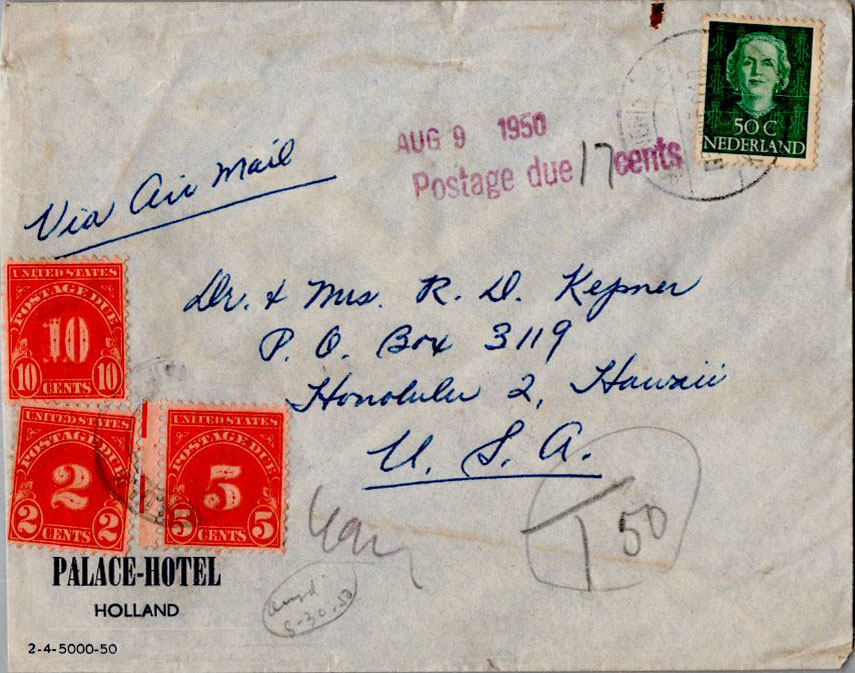 50 C
NEDERLAND
AUG 9 1950
Postage due 17 cents
Via Air Mail
Dr. & Mrs. R. D. Kepner
P. O. Box 3119
Honolulu 2, Hawaii
U. S. A.
UNITED STATES
POSTAGE DUE
10
10 CENTS 10
UNITED STATES
POSTAGE DUE
2
2 CENTS 2
UNITED STATES
POSTAGE DUE
5
5 CENTS 5
T 50
PALACE-HOTEL
HOLLAND
2-4-5000-50